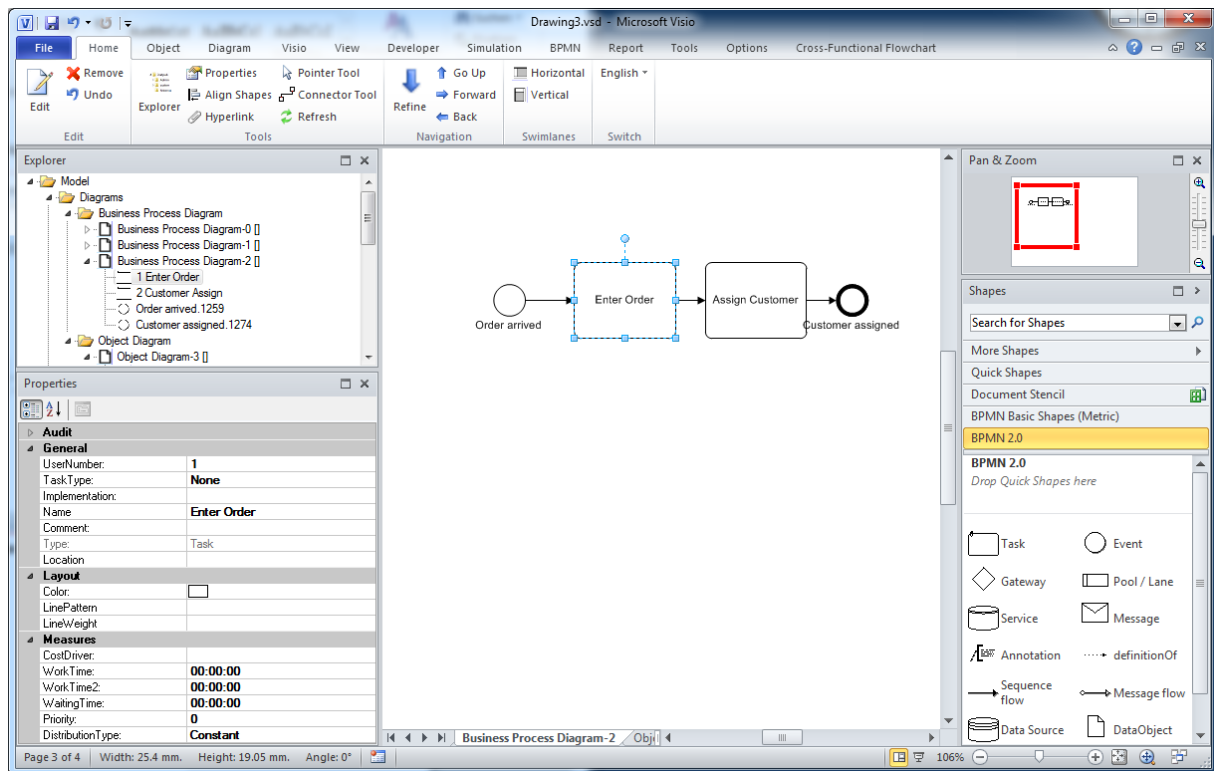 Drawing3.vsd - Microsoft Visio
File Home Object Diagram Visio View Developer Simulation BPMN Report Tools Options Cross-Functional Flowchart
Edit
Remove
Undo
Edit
Explorer
Properties
Align Shapes
Hyperlink
Pointer Tool
Connector Tool
Refresh
Tools
Refine
Go Up
Forward
Back
Navigation
Horizontal
Vertical
Swimlanes
English
Switch
Explorer
Model
Diagrams
Business Process Diagram
Business Process Diagram-0 []
Business Process Diagram-1 []
Business Process Diagram-2 []
1 Enter Order
2 Customer Assign
Order arrived.1259
Customer assigned.1274
Object Diagram
Object Diagram-3 []
Properties
Audit
General
UserNumber: 1
TaskType: None
Implementation:
Name Enter Order
Comment:
Type: Task
Location
Layout
Color:
LinePattern
LineWeight
Measures
CostDriver:
WorkTime: 00:00:00
WorkTime2: 00:00:00
WaitingTime: 00:00:00
Priority: 0
DistributionType: Constant
Order arrived
Enter Order
Assign Customer
Customer assigned
Business Process Diagram-2
Pan & Zoom
Shapes
Search for Shapes
More Shapes
Quick Shapes
Document Stencil
BPMN Basic Shapes (Metric)
BPMN 2.0
BPMN 2.0
Drop Quick Shapes here
Task Event
Gateway Pool / Lane
Service Message
Annotation definitionOf
Sequence
flow
Message flow
Data Source DataObject
Page 3 of 4 Width: 25.4 mm. Height: 19.05 mm. Angle: 0° 106%